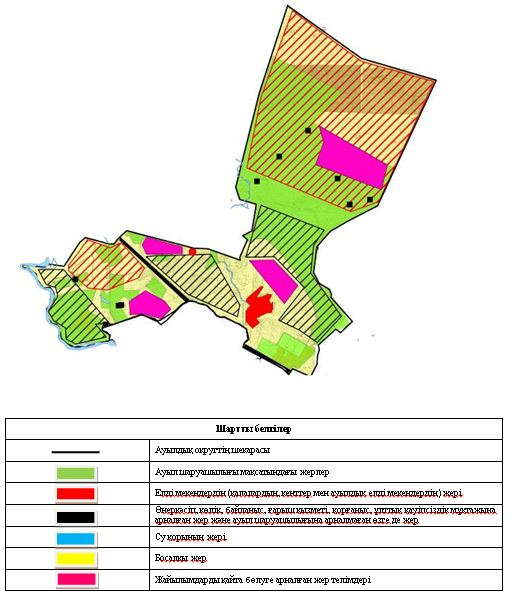 Шартты белгілер
Ауылдық округтің шекарасы
Ауыл шаруашылығы мақсатындағы жерлер
Елді мекендердің (қалалардың, кенттер мен ауылдық елді мекендердің) жері
Өнеркәсіп, көлік, байланыс, ғарыш қызметі, қорғаныс, ұлттық қауіпсіздік мұқтажына
арналған жер және ауыл шаруашылығына арналмаған өзге де жер
Су қорының жері
Босалқы жер
Жайылымдарды қайта бөлуге арналған жер телімдері